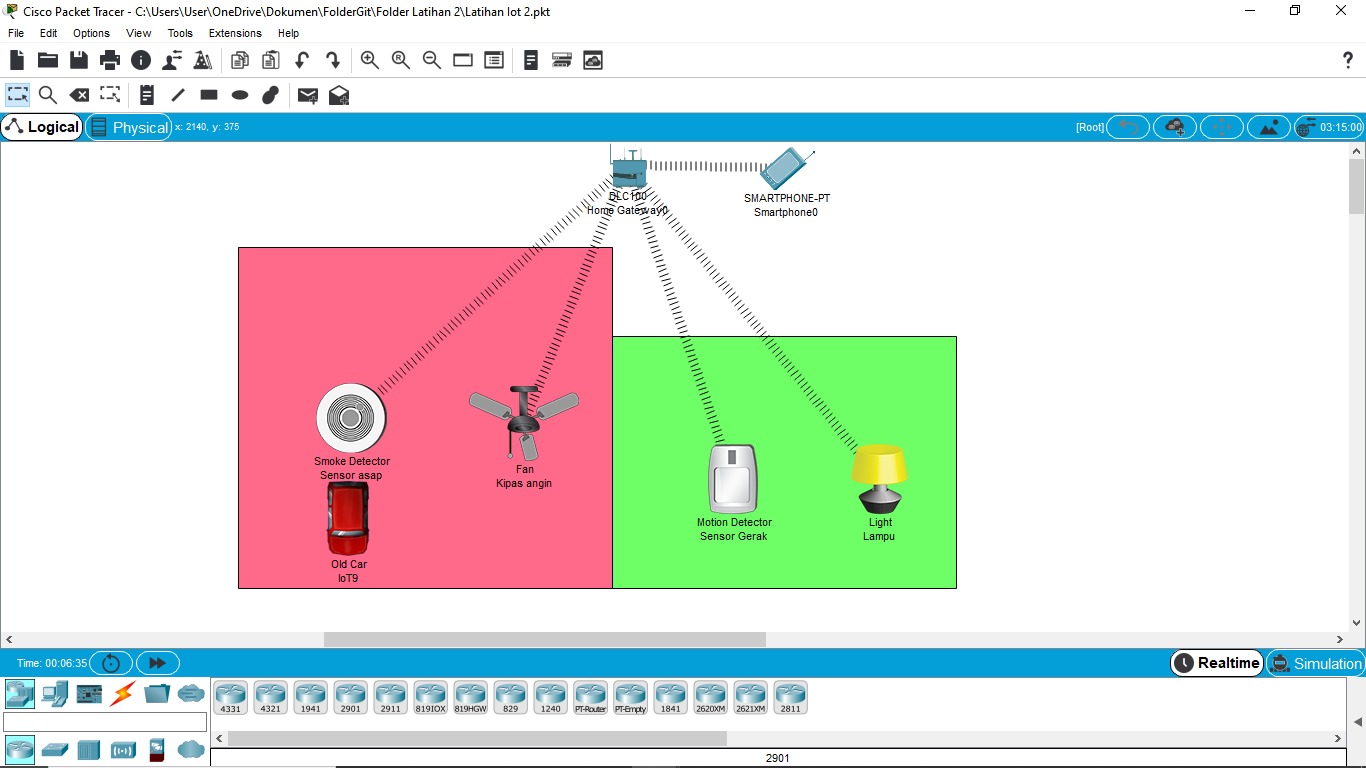 Cisco Packet Tracer - C:\Users\User\OneDrive\Dokumen\FolderGit\Folder Latihan 2\Latihan Iot 2.pkt
File Edit Options View Tools Extensions Help
Logical Physical x: 2140, y: 375 [Root] 03:15:00
DLC100
Home Gateway0
SMARTPHONE-PT
Smartphone0
Smoke Detector
Sensor asap
Fan
Kipas angin
Old Car
IoT9
Motion Detector
Sensor Gerak
Light
Lampu
Time: 00:06:35 Realtime Simulation
4331 4321 1941 2901 2911 819IOX 819HGW 829 1240 PT-Router PT-Empty 1841 2620XM 2621XM 2811
2901